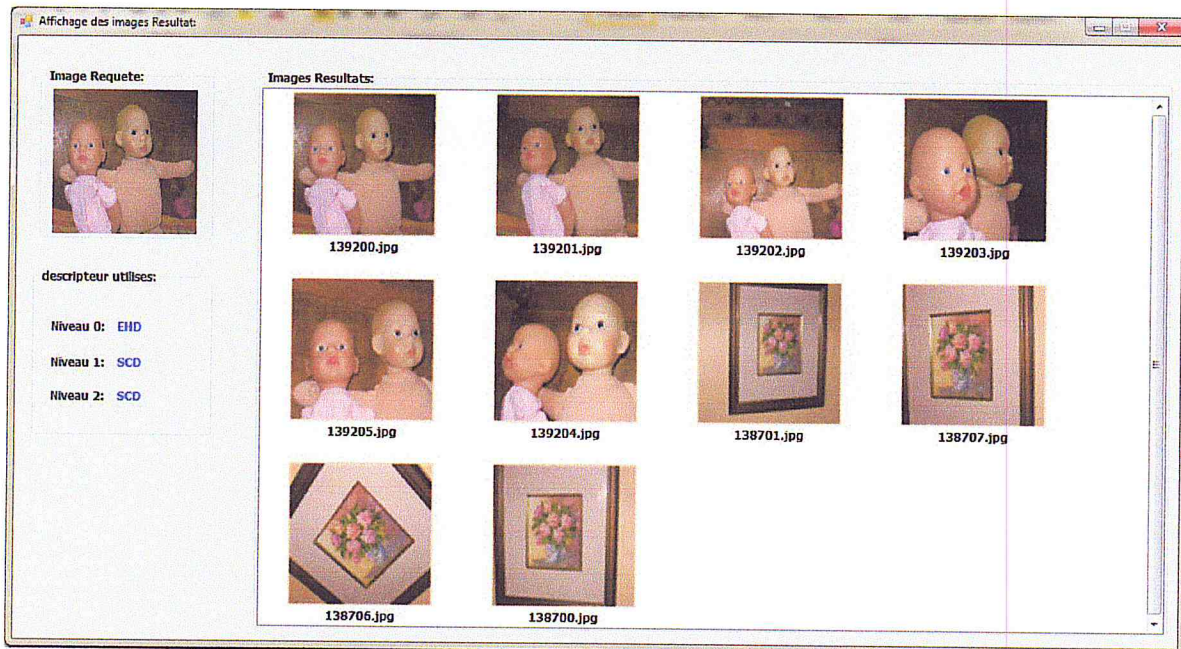 Affichage des images Resultat:
Image Requete:
Images Resultats:
139200.jpg
139201.jpg
139202.jpg
139203.jpg
descripteur utilises:
Niveau 0: EHD
Niveau 1: SCD
Niveau 2: SCD
139205.jpg
139204.jpg
138701.jpg
138707.jpg
138706.jpg
138700.jpg